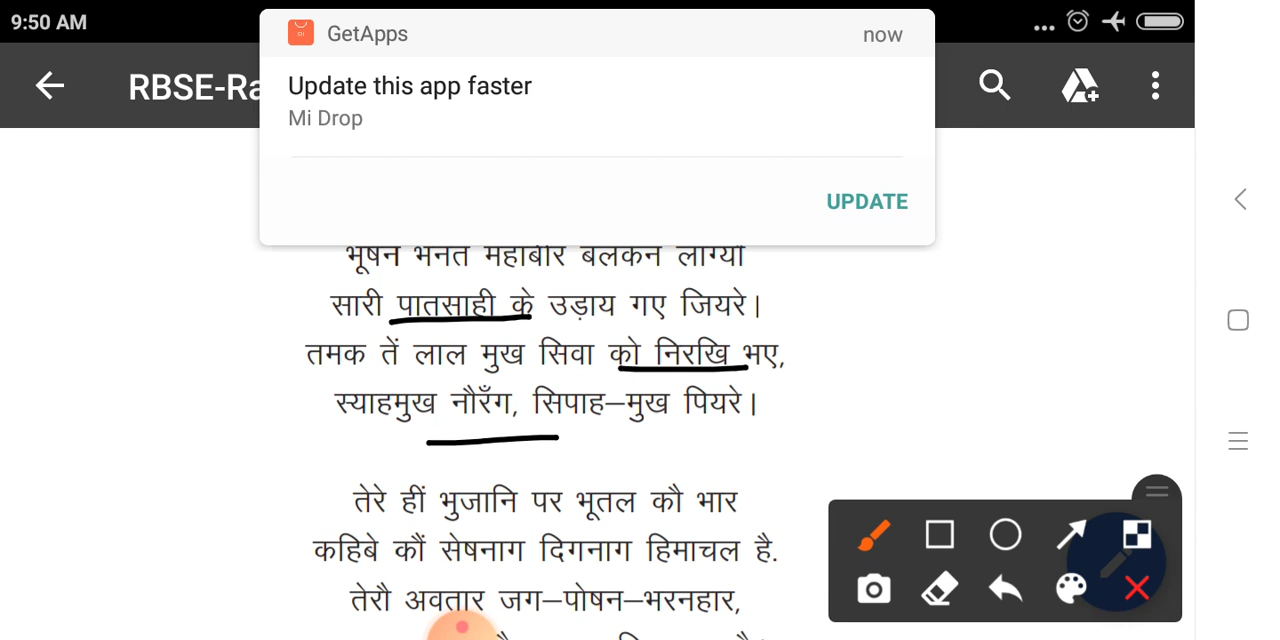 9:50 AM
GetApps
now
Update this app faster
Mi Drop
UPDATE
RBSE-Ra
भूषन भनत महाबीर बलकन लाग्यौ
सारी पातसाही के उड़ाय गए जियरे।
तमक तें लाल मुख सिवा को निरखि भए,
स्याहमुख नौरँग, सिपाह–मुख पियरे।
तेरे हीं भुजानि पर भूतल कौ भार
कहिबे कौं सेषनाग दिगनाग हिमाचल है.
तेरौ अवतार जग–पोषन–भरनहार,